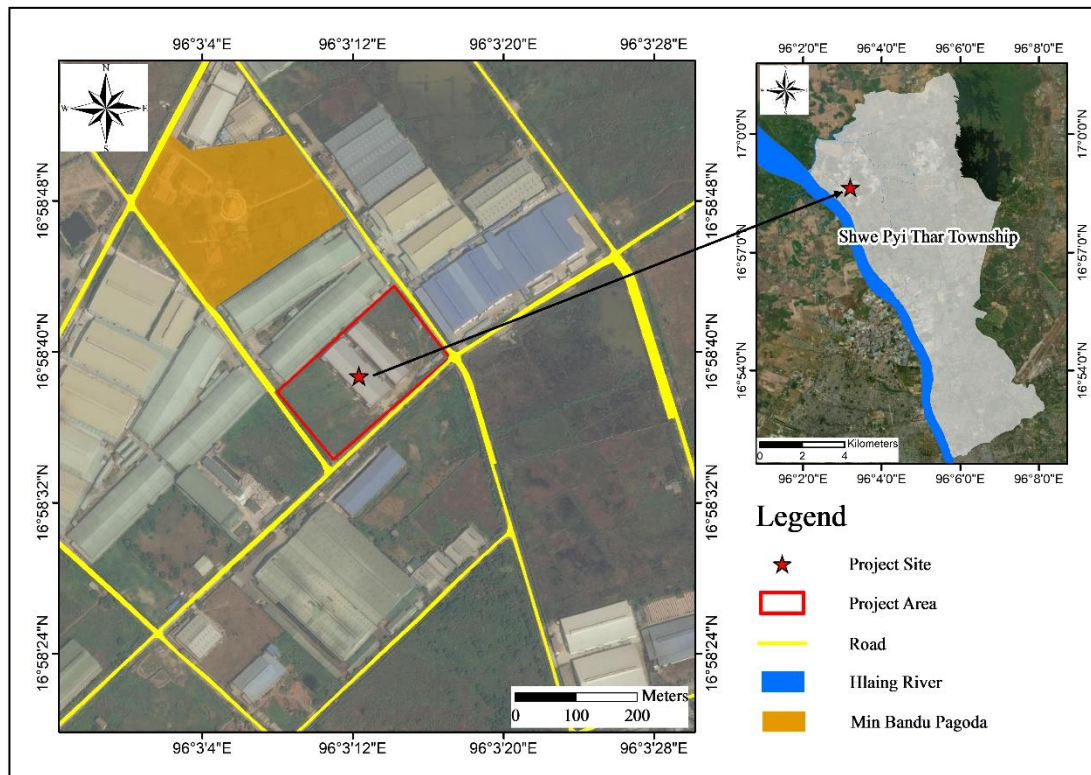 96°3'4"E 96°3'12"E 96°3'20"E 96°3'28"E
N
W E
S
16°58'48"N 16°58'48"N
16°58'40"N 16°58'40"N
16°58'32"N 16°58'32"N
16°58'24"N 16°58'24"N
Meters
0 100 200
96°3'4"E 96°3'12"E 96°3'20"E 96°3'28"E
96°2'0"E 96°4'0"E 96°6'0"E 96°8'0"E
17°0'0"N 17°0'0"N
Shwe Pyi Thar Township
16°57'0"N 16°57'0"N
16°54'0"N 16°54'0"N
Kilometers
0 2 4
96°2'0"E 96°4'0"E 96°6'0"E 96°8'0"E
Legend
Project Site
Project Area
Road
Hlaing River
Min Bandu Pagoda